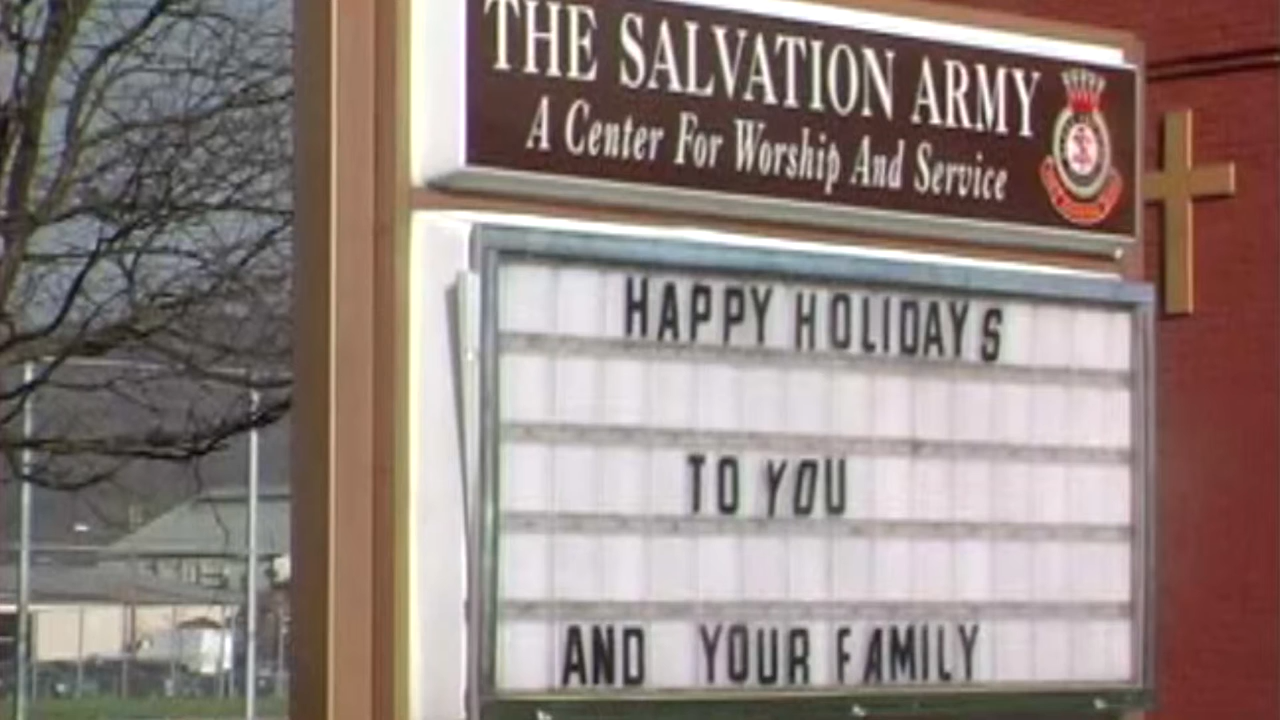 THE SALVATION ARMY
A Center For Worship And Service
HAPPY HOLIDAYS
TO YOU
AND YOUR FAMILY